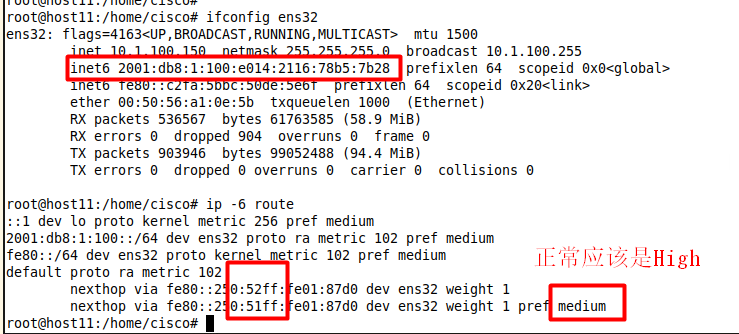 root@host11:/home/cisco#
root@host11:/home/cisco# ifconfig ens32
ens32: flags=4163<UP,BROADCAST,RUNNING,MULTICAST>  mtu 1500
        inet 10.1.100.150  netmask 255.255.255.0  broadcast 10.1.100.255
        inet6 2001:db8:1:100:e014:2116:78b5:7b28  prefixlen 64  scopeid 0x0<global>
        inet6 fe80::c2fa:5bbc:50de:5e6f  prefixlen 64  scopeid 0x20<link>
        ether 00:50:56:a1:0e:5b  txqueuelen 1000  (Ethernet)
        RX packets 536567  bytes 61763585 (58.9 MiB)
        RX errors 0  dropped 904  overruns 0  frame 0
        TX packets 903946  bytes 99052488 (94.4 MiB)
        TX errors 0  dropped 0 overruns 0  carrier 0  collisions 0
root@host11:/home/cisco# ip -6 route
::1 dev lo proto kernel metric 256 pref medium
2001:db8:1:100::/64 dev ens32 proto ra metric 102 pref medium
fe80::/64 dev ens32 proto kernel metric 102 pref medium
default proto ra metric 102
        nexthop via fe80::250:52ff:fe01:87d0 dev ens32 weight 1
        nexthop via fe80::250:51ff:fe01:87d0 dev ens32 weight 1 pref medium
root@host11:/home/cisco#
正常应该是High